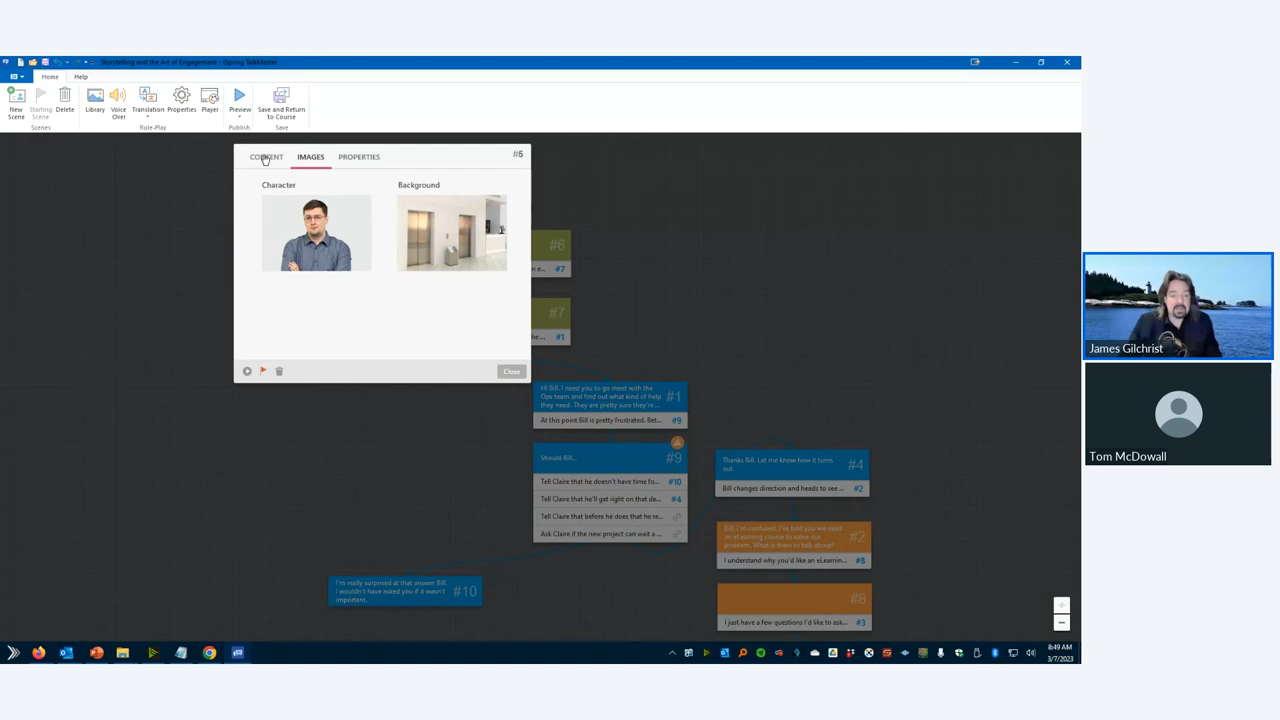 Storytelling and the Art of Engagement - iSpring TalkMaster
Home
Help
New Scene
Starting Scene
Delete
Library
Voice Over
Translation
Properties
Player
Preview
Save and Return to Course
Scenes
Role-Play
Publish
Save
CONTENT
IMAGES
PROPERTIES
#5
Character
Background
Close
#6
n e... #7
#7
he ... #1
Hi Bill. I need you to go meet with the
Ops team and find out what kind of help
they need. They are pretty sure they're ...
#1
At this point Bill is pretty frustrated. Bet... #9
A
Should Bill...
#9
Tell Claire that he doesn't have time fo... #10
Tell Claire that he'll get right on that de... #4
Tell Claire that before he does that he re...
Ask Claire if the new project can wait a ...
Thanks Bill. Let me know how it turns
out.
#4
Bill changes direction and heads to see ... #2
Bill, I'm confused. I've told you we need
an eLearning course to solve our
problem. What is there to talk about?
#2
I understand why you'd like an eLearnin... #8
#8
I just have a few questions I'd like to ask... #3
I'm really surprised at that answer Bill.
I wouldn't have asked you if it wasn't
important.
#10
James Gilchrist
Tom McDowall
8:49 AM
3/7/2023